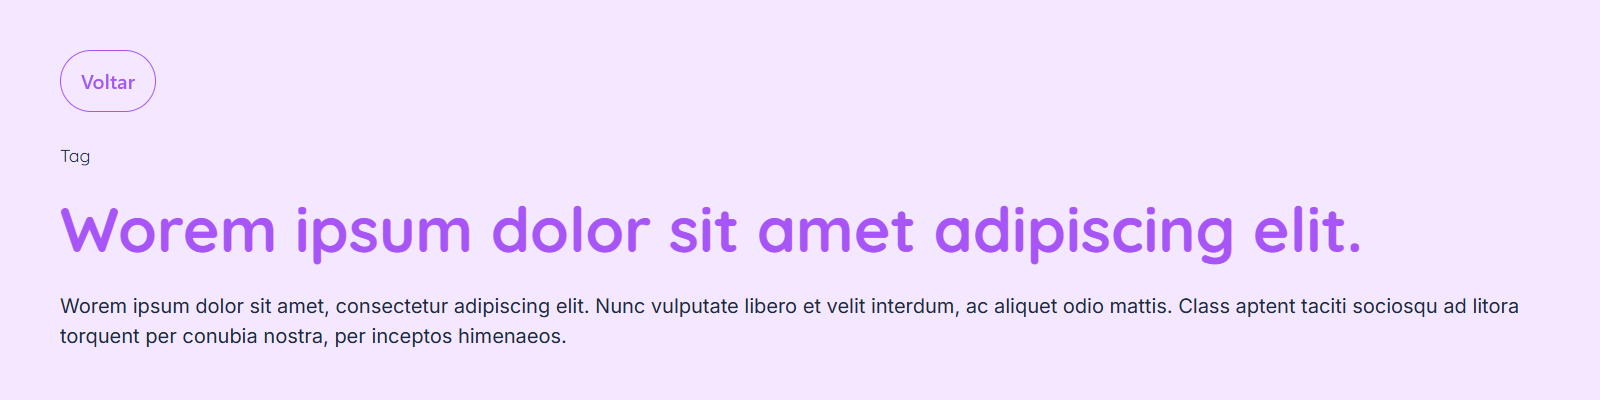 Voltar
Tag
Worem ipsum dolor sit amet adipiscing elit.
Worem ipsum dolor sit amet, consectetur adipiscing elit. Nunc vulputate libero et velit interdum, ac aliquet odio mattis. Class aptent taciti sociosqu ad litora
torquent per conubia nostra, per inceptos himenaeos.